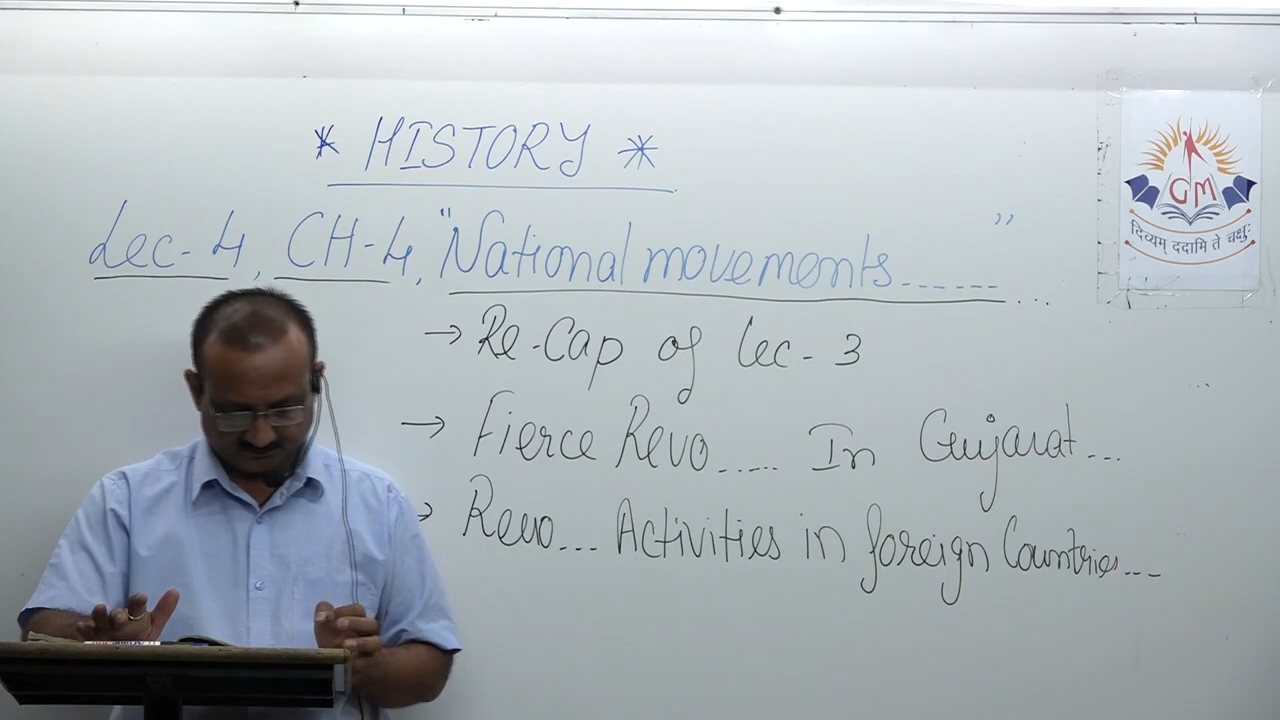 * HISTORY *
Lec-4, CH-4, "National movements......."
→ Re-Cap of Lec-3
→ Fierce Revo..... In Gujarat...
→ Revo... Activities in foreign Countries...
GM
दिव्यम् ददामि ते चक्षुः